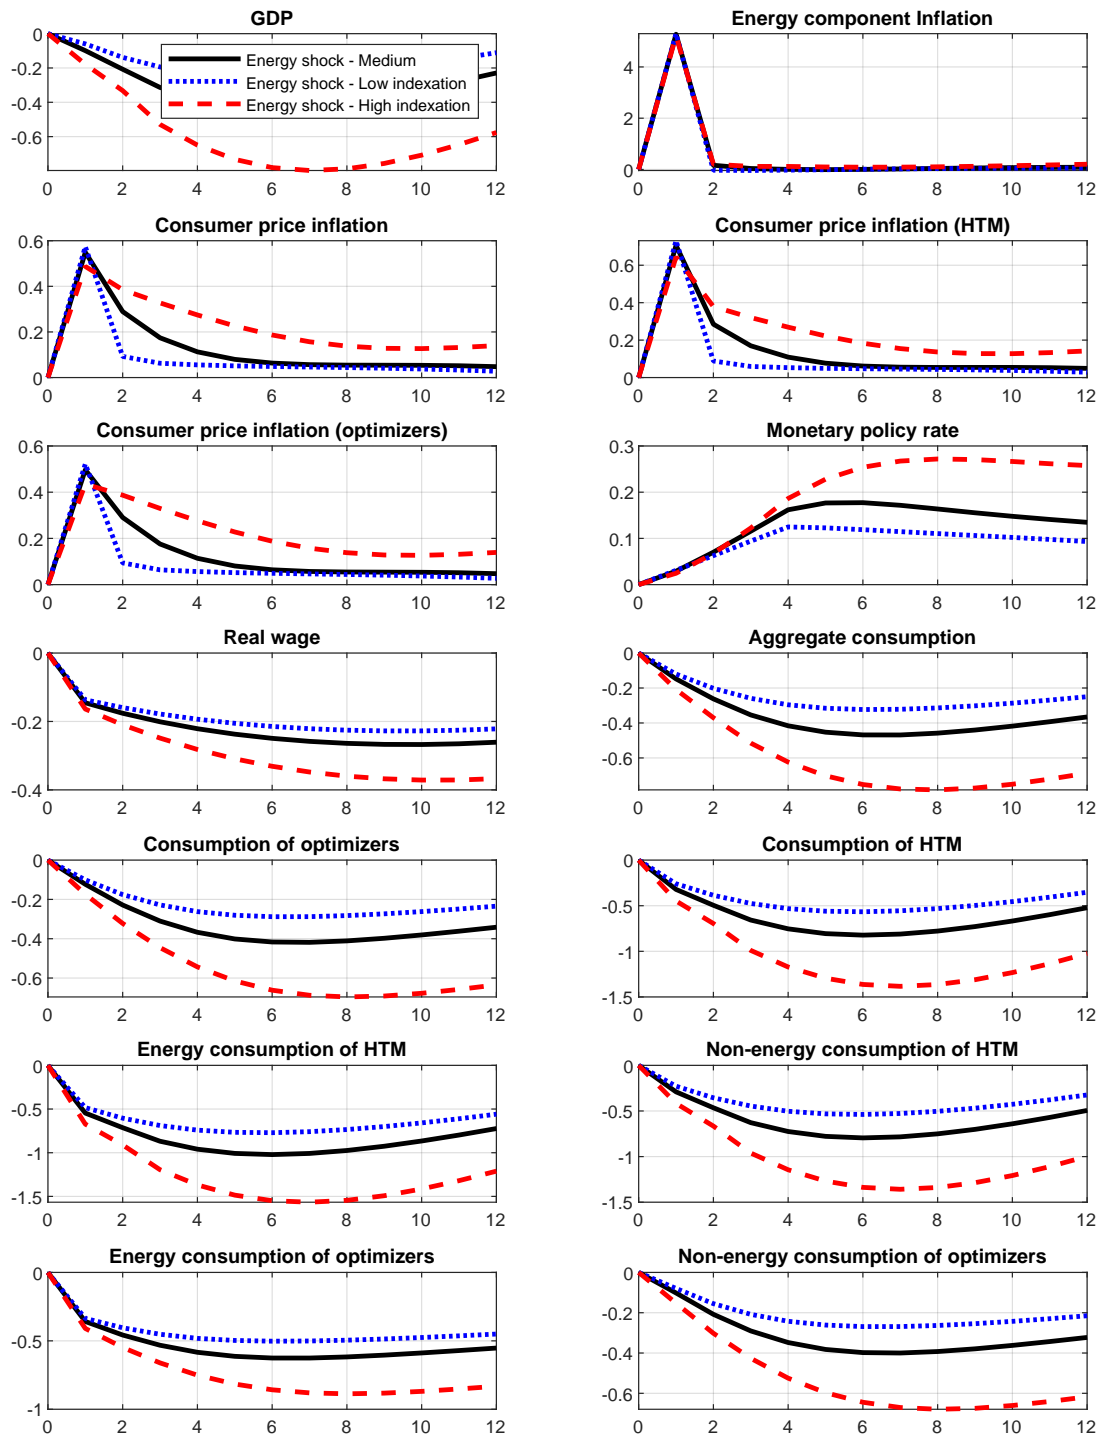 GDP
0
-0.2
-0.4
-0.6
0 2 4 6 8 10 12
Energy shock - Medium
Energy shock - Low indexation
Energy shock - High indexation
Energy component Inflation
4
2
0
0 2 4 6 8 10 12
Consumer price inflation
0.6
0.4
0.2
0
0 2 4 6 8 10 12
Consumer price inflation (HTM)
0.6
0.4
0.2
0
0 2 4 6 8 10 12
Consumer price inflation (optimizers)
0.6
0.4
0.2
0
0 2 4 6 8 10 12
Monetary policy rate
0.3
0.2
0.1
0
0 2 4 6 8 10 12
Real wage
0
-0.2
-0.4
0 2 4 6 8 10 12
Aggregate consumption
0
-0.2
-0.4
-0.6
0 2 4 6 8 10 12
Consumption of optimizers
0
-0.2
-0.4
-0.6
0 2 4 6 8 10 12
Consumption of HTM
0
-0.5
-1
-1.5
0 2 4 6 8 10 12
Energy consumption of HTM
0
-0.5
-1
-1.5
0 2 4 6 8 10 12
Non-energy consumption of HTM
0
-0.5
-1
-1.5
0 2 4 6 8 10 12
Energy consumption of optimizers
0
-0.5
-1
0 2 4 6 8 10 12
Non-energy consumption of optimizers
0
-0.2
-0.4
-0.6
0 2 4 6 8 10 12